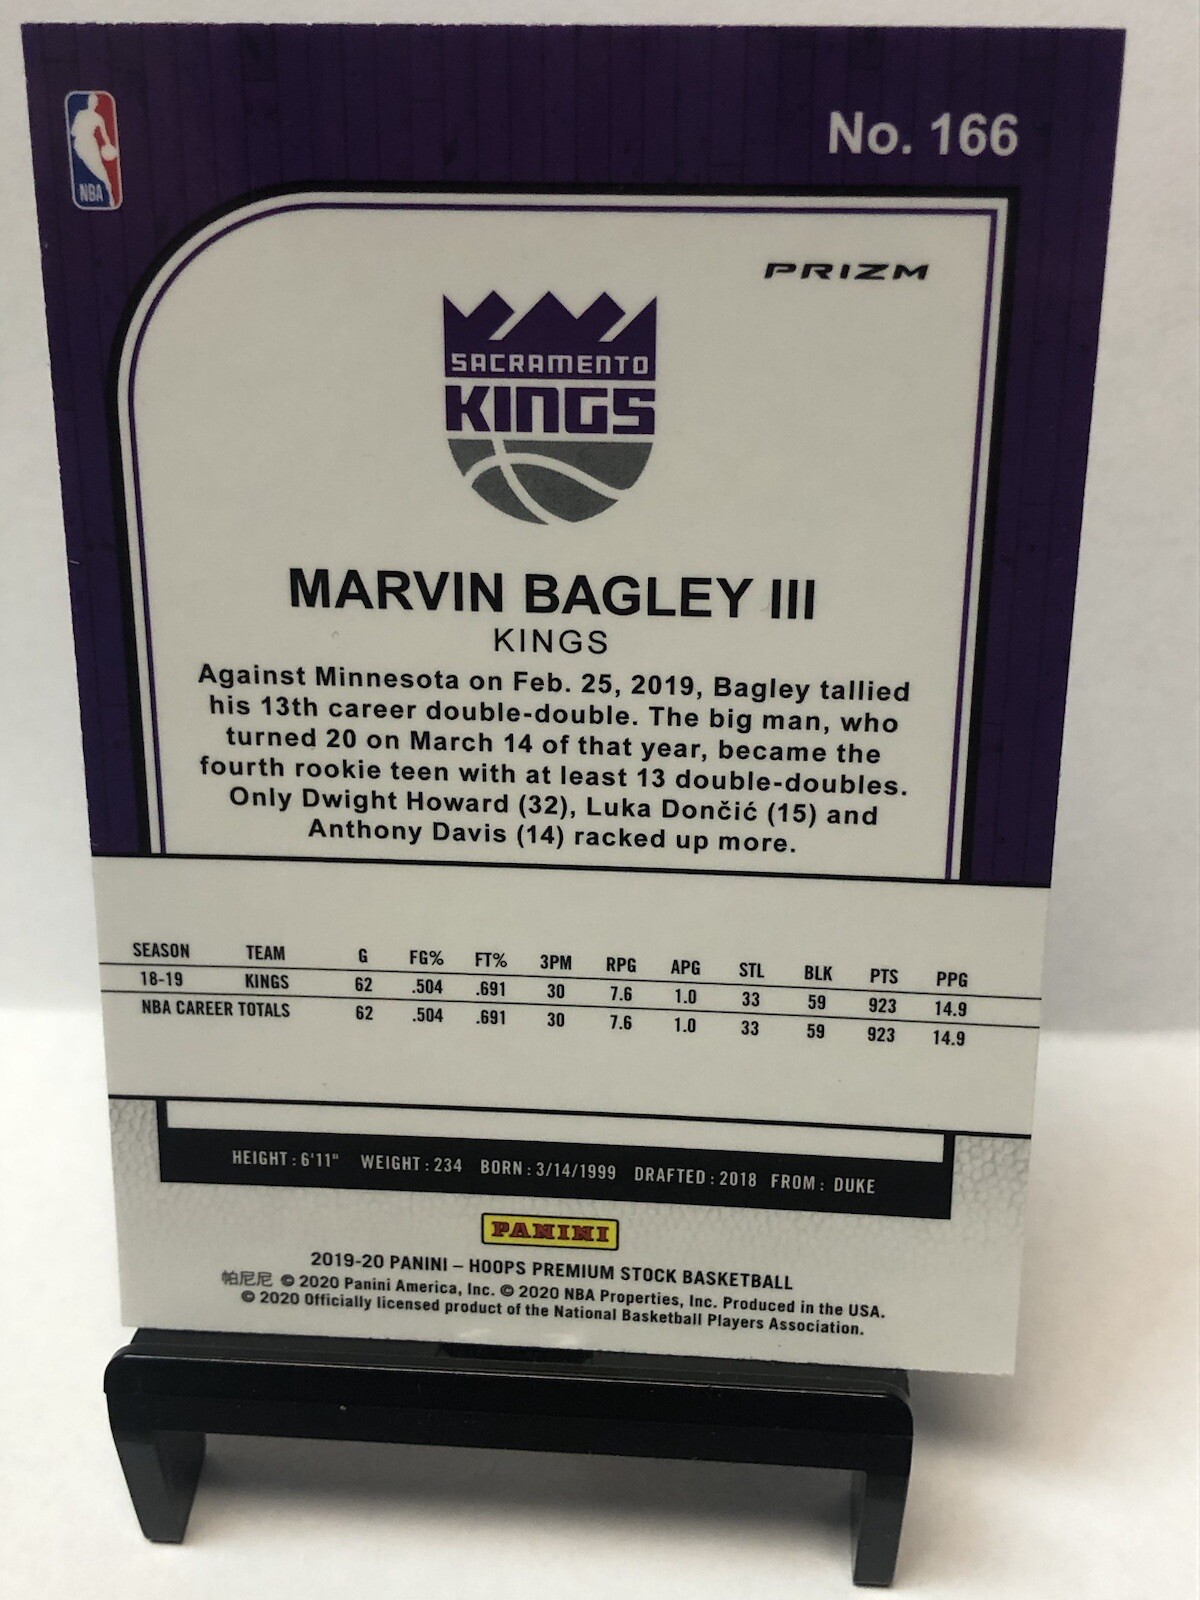 NBA
No. 166
PRIZM
SACRAMENTO
KINGS
MARVIN BAGLEY III
KINGS
Against Minnesota on Feb. 25, 2019, Bagley tallied
his 13th career double-double. The big man, who
turned 20 on March 14 of that year, became the
fourth rookie teen with at least 13 double-doubles.
Only Dwight Howard (32), Luka Dončić (15) and
Anthony Davis (14) racked up more.
SEASON TEAM G FG% FT% 3PM RPG APG STL BLK PTS PPG
18-19 KINGS 62 .504 .691 30 7.6 1.0 33 59 923 14.9
NBA CAREER TOTALS 62 .504 .691 30 7.6 1.0 33 59 923 14.9
HEIGHT : 6'11" WEIGHT : 234 BORN : 3/14/1999 DRAFTED : 2018 FROM : DUKE
PANINI
2019-20 PANINI – HOOPS PREMIUM STOCK BASKETBALL
帕尼尼 © 2020 Panini America, Inc. © 2020 NBA Properties, Inc. Produced in the USA.
© 2020 Officially licensed product of the National Basketball Players Association.